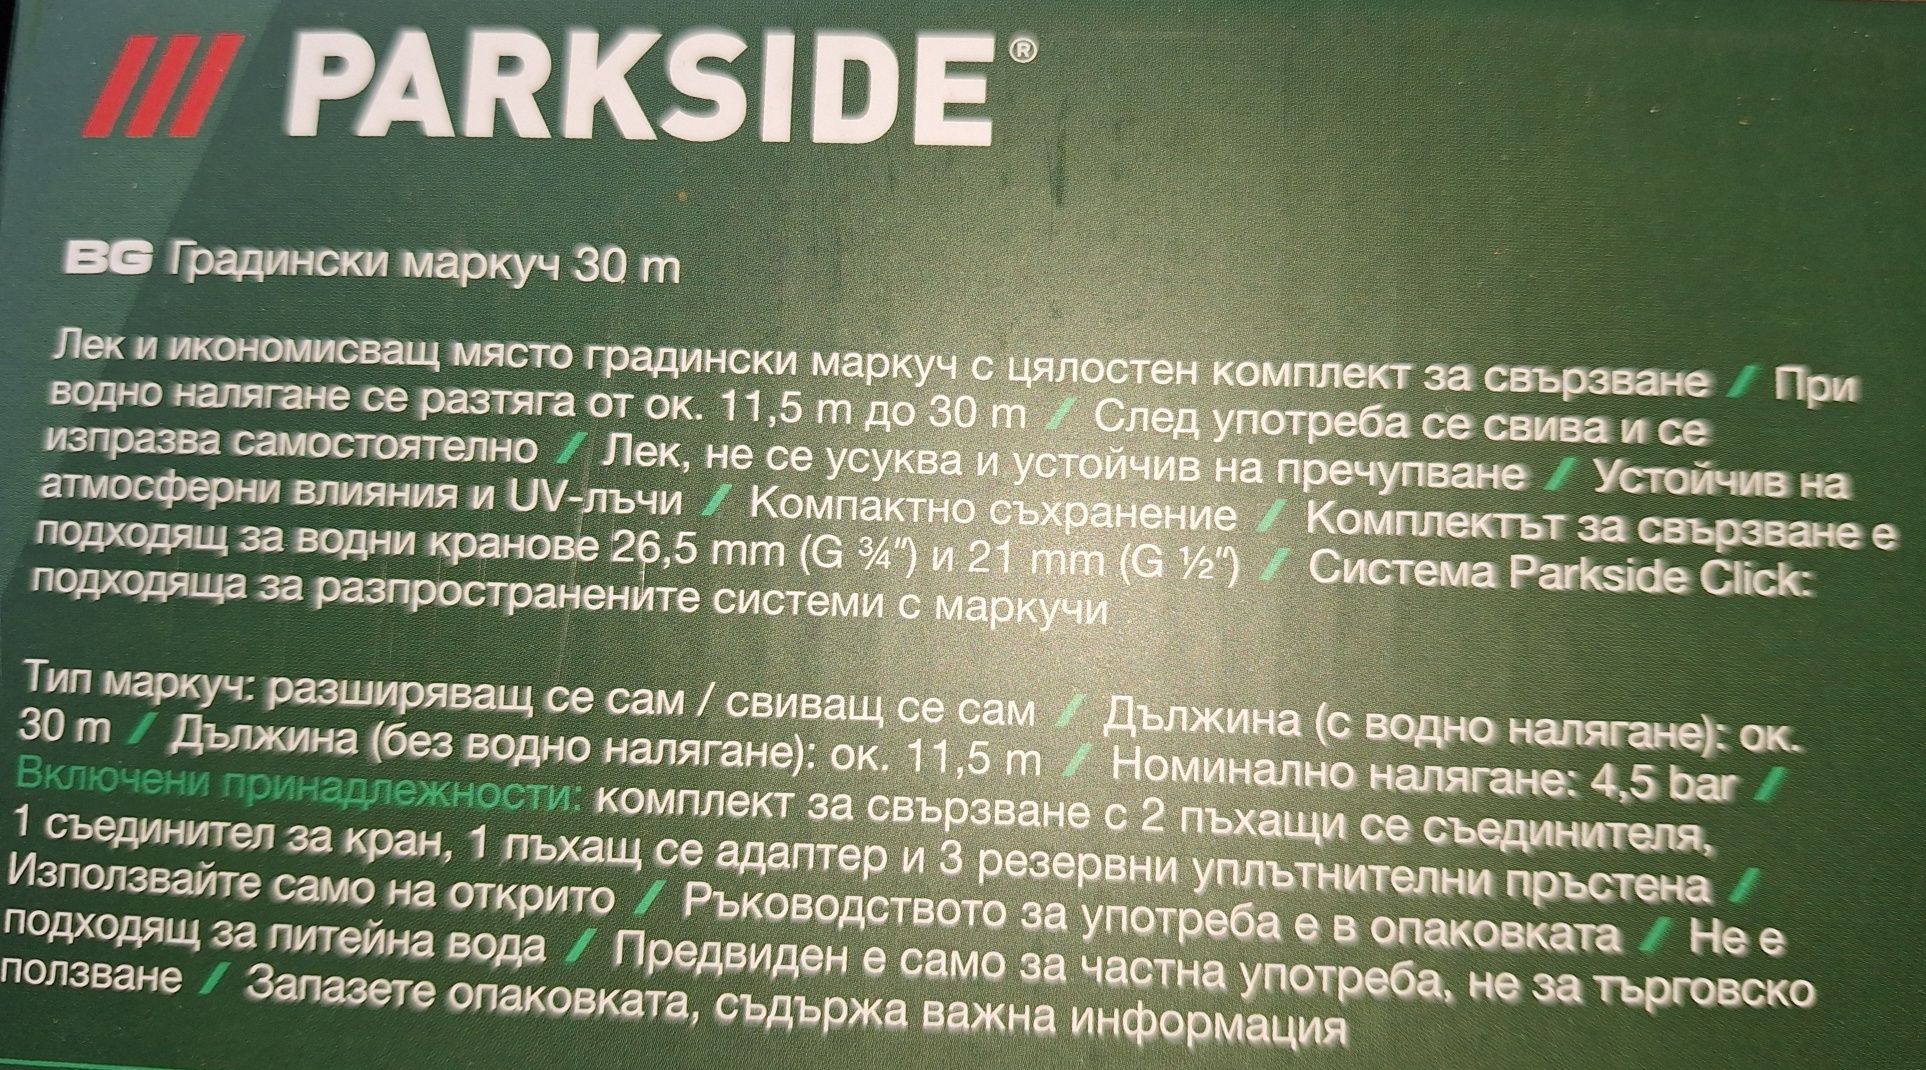 /// PARKSIDE®
BG Градински маркуч 30 m
Лек и икономисващ място градински маркуч с цялостен комплект за свързване / При
водно налягане се разтяга от ок. 11,5 m до 30 m / След употреба се свива и се
изпразва самостоятелно / Лек, не се усуква и устойчив на пречупване / Устойчив на
атмосферни влияния и UV-лъчи / Компактно съхранение / Комплектът за свързване е
подходящ за водни кранове 26,5 mm (G ¾") и 21 mm (G ½") / Система Parkside Click:
подходяща за разпространените системи с маркучи
Тип маркуч: разширяващ се сам / свиващ се сам / Дължина (с водно налягане): ок.
30 m / Дължина (без водно налягане): ок. 11,5 m / Номинално налягане: 4,5 bar /
Включени принадлежности: комплект за свързване с 2 пъхащи се съединителя,
1 съединител за кран, 1 пъхащ се адаптер и 3 резервни уплътнителни пръстена /
Използвайте само на открито / Ръководството за употреба е в опаковката / Не е
подходящ за питейна вода / Предвиден е само за частна употреба, не за търговско
ползване / Запазете опаковката, съдържа важна информация